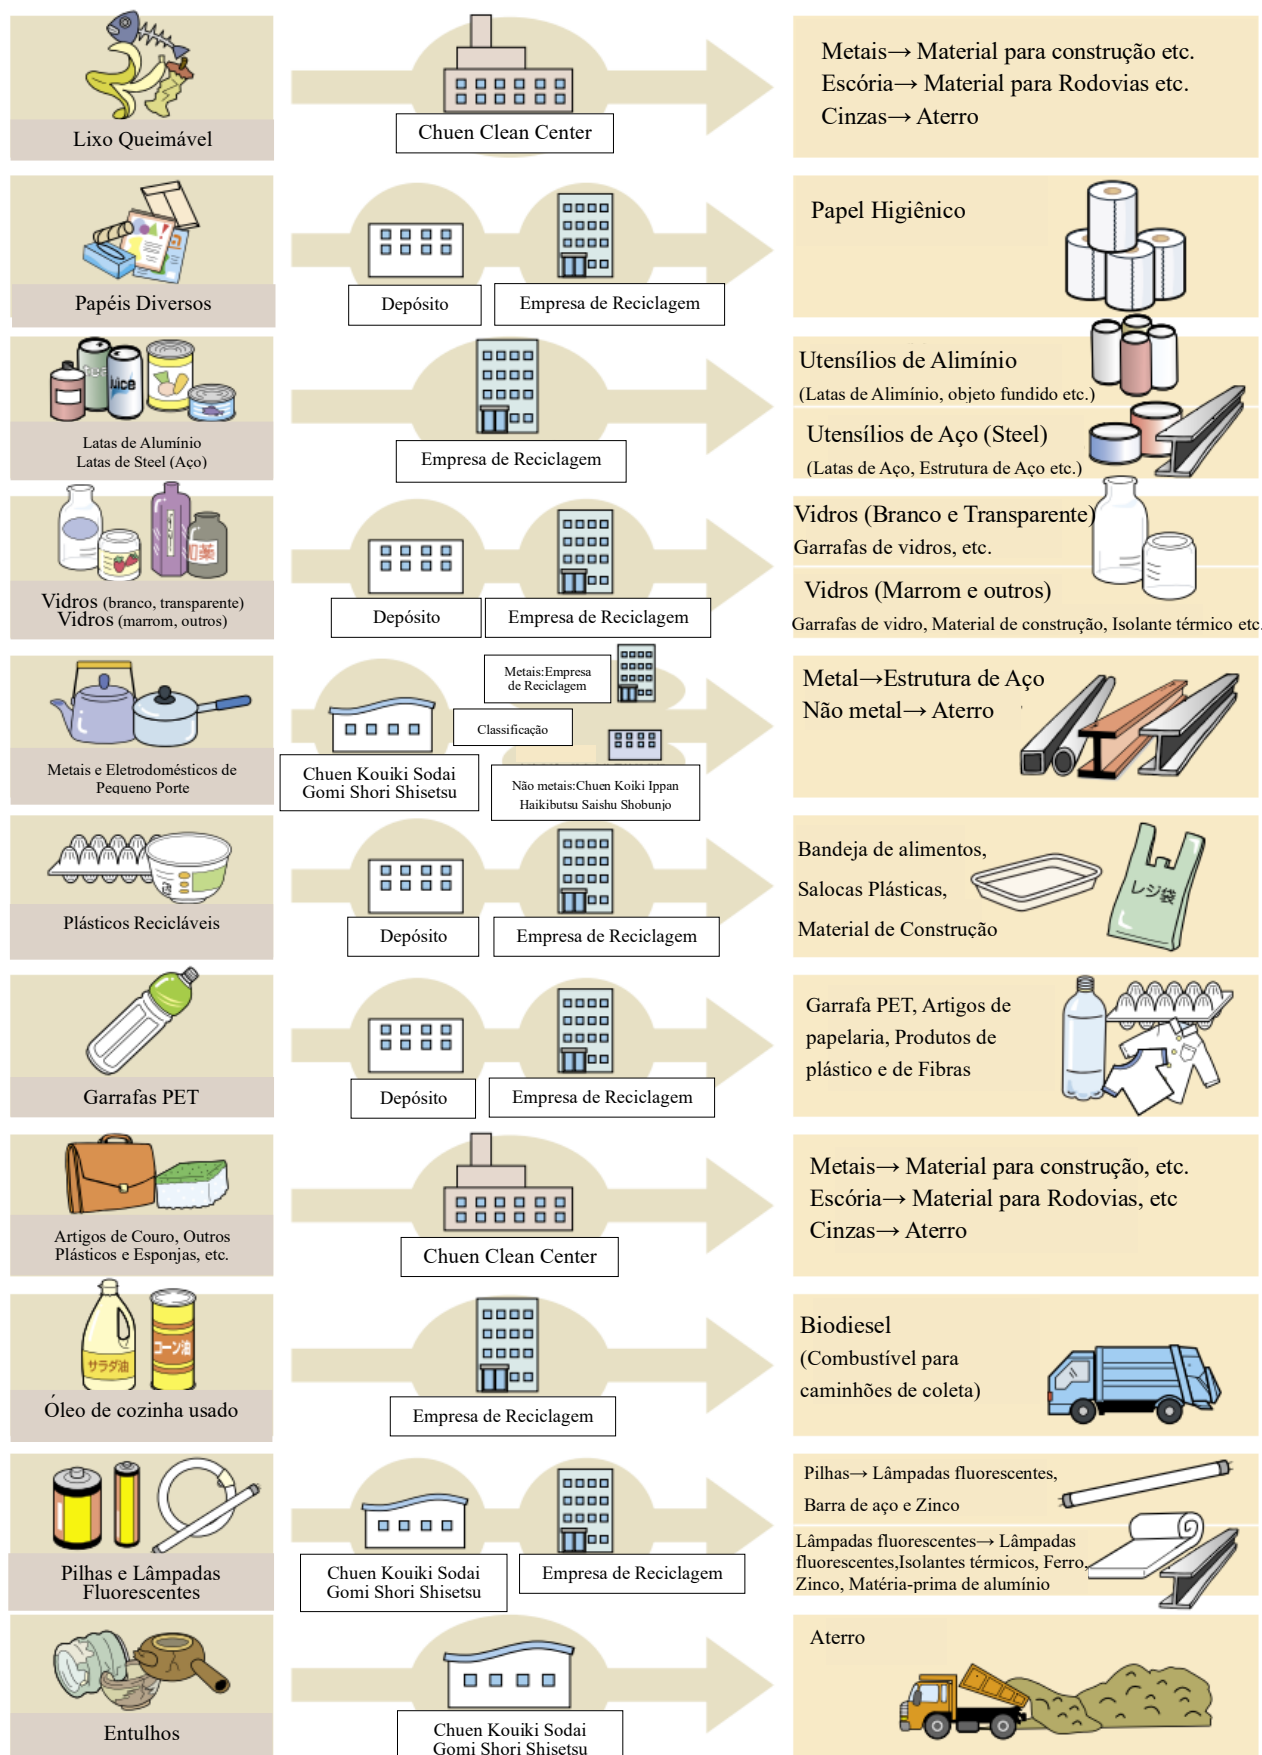 Lixo Queimável
Chuen Clean Center
Metais→ Material para construção etc.
Escória→ Material para Rodovias etc.
Cinzas→ Aterro
Papéis Diversos
Depósito
Empresa de Reciclagem
Papel Higiênico
Juice
Latas de Alumínio
Latas de Steel (Aço)
Empresa de Reciclagem
Utensílios de Alimínio
(Latas de Alimínio, objeto fundido etc.)
Utensílios de Aço (Steel)
(Latas de Aço, Estrutura de Aço etc.)
Vidros (branco, transparente)
Vidros (marrom, outros)
Depósito
Empresa de Reciclagem
Vidros (Branco e Transparente)
Garrafas de vidros, etc.
Vidros (Marrom e outros)
Garrafas de vidro, Material de construção, Isolante térmico etc.
Metais e Eletrodomésticos de
Pequeno Porte
Chuen Kouiki Sodai
Gomi Shori Shisetsu
Classificação
Metais:Empresa
de Reciclagem
Não metais:Chuen Koiki Ippan
Haikibutsu Saishu Shobunjo
Metal→Estrutura de Aço
Não metal→ Aterro
Plásticos Recicláveis
Depósito
Empresa de Reciclagem
Bandeja de alimentos,
Salocas Plásticas,
Material de Construção
レジ袋
Garrafas PET
Depósito
Empresa de Reciclagem
Garrafa PET, Artigos de
papelaria, Produtos de
plástico e de Fibras
Artigos de Couro, Outros
Plásticos e Esponjas, etc.
Chuen Clean Center
Metais→ Material para construção, etc.
Escória→ Material para Rodovias, etc
Cinzas→ Aterro
サラダ油
コーン油
Óleo de cozinha usado
Empresa de Reciclagem
Biodiesel
(Combustível para
caminhões de coleta)
Pilhas e Lâmpadas
Fluorescentes
Chuen Kouiki Sodai
Gomi Shori Shisetsu
Empresa de Reciclagem
Pilhas→ Lâmpadas fluorescentes,
Barra de aço e Zinco
Lâmpadas fluorescentes→ Lâmpadas
fluorescentes,Isolantes térmicos, Ferro,
Zinco, Matéria-prima de alumínio
Entulhos
Chuen Kouiki Sodai
Gomi Shori Shisetsu
Aterro